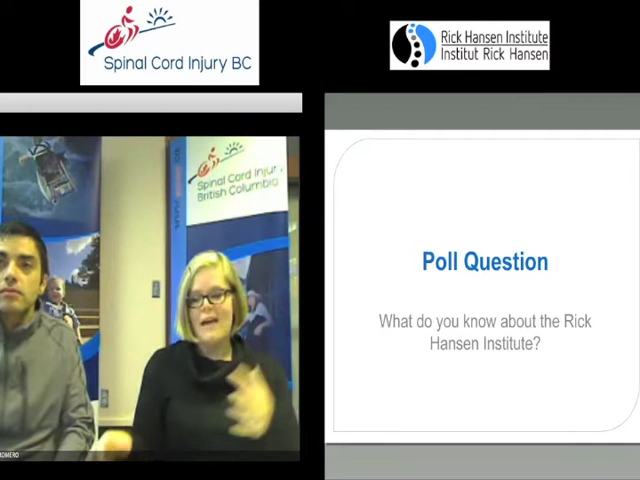 Spinal Cord Injury BC
Rick Hansen Institute
Institut Rick Hansen
Spinal Cord Injury
British Columbia
Poll Question
What do you know about the Rick
Hansen Institute?